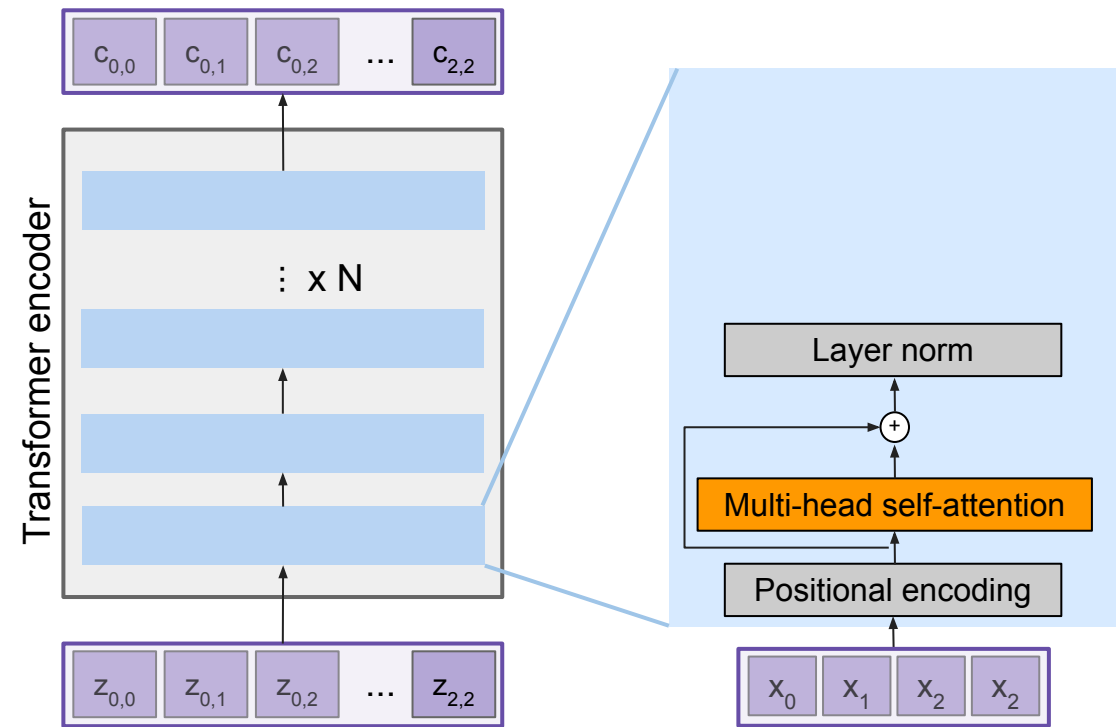 c0,0 c0,1 c0,2 ... c2,2
Transformer encoder
⋮ x N
z0,0 z0,1 z0,2 ... z2,2
Layer norm
+
Multi-head self-attention
Positional encoding
x0 x1 x2 x2